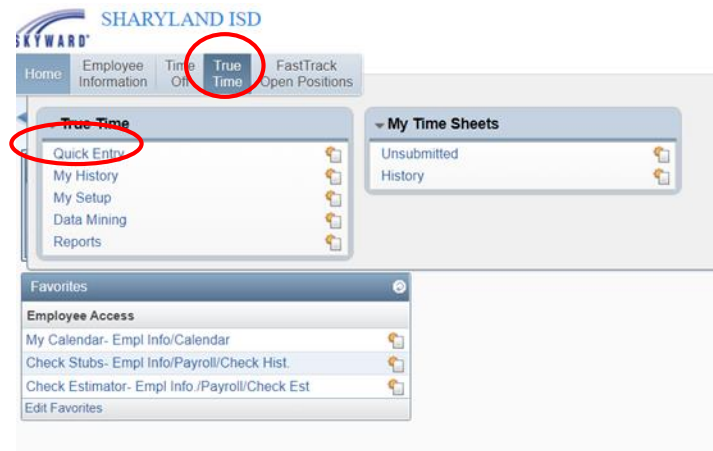 SHARYLAND ISD
SKYWARD
Home
Employee Information
Time Off
True Time
FastTrack Open Positions
True Time
Quick Entry
My History
My Setup
Data Mining
Reports
My Time Sheets
Unsubmitted
History
Favorites
Employee Access
My Calendar- Empl Info/Calendar
Check Stubs- Empl Info/Payroll/Check Hist.
Check Estimator- Empl Info./Payroll/Check Est
Edit Favorites